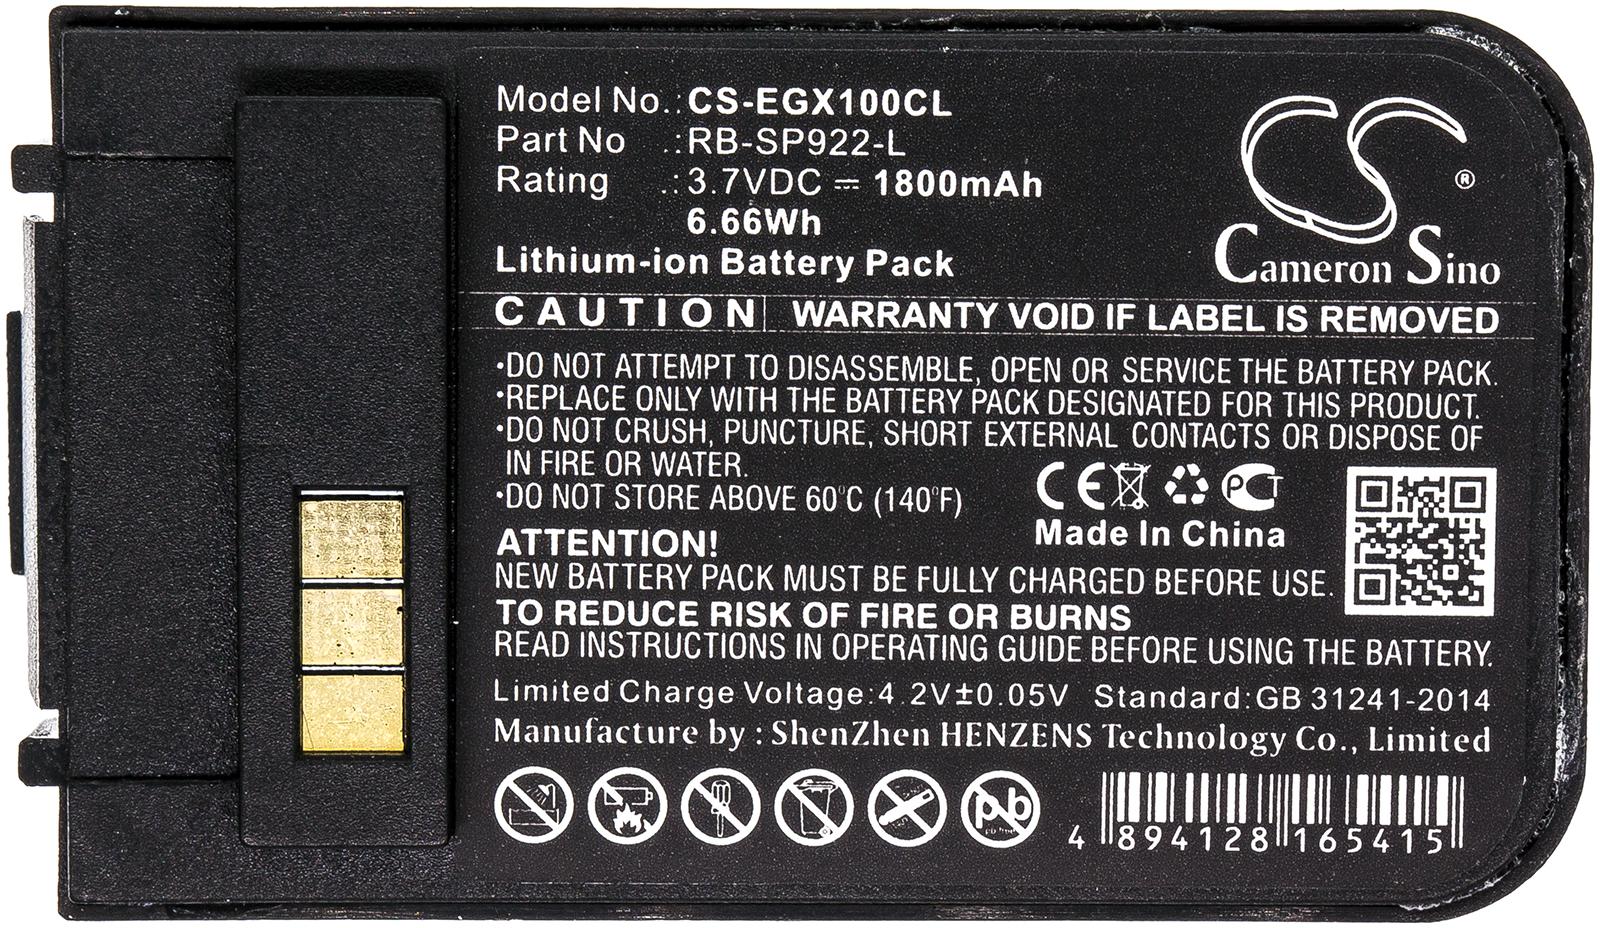 Model No.: CS-EGX100CL
Part No .: RB-SP922-L
Rating .: 3.7VDC ⎓ 1800mAh
6.66Wh
Lithium-ion Battery Pack
CS ®
Cameron Sino
CAUTION WARRANTY VOID IF LABEL IS REMOVED
•DO NOT ATTEMPT TO DISASSEMBLE, OPEN OR SERVICE THE BATTERY PACK.
•REPLACE ONLY WITH THE BATTERY PACK DESIGNATED FOR THIS PRODUCT.
•DO NOT CRUSH, PUNCTURE, SHORT EXTERNAL CONTACTS OR DISPOSE OF
IN FIRE OR WATER.
•DO NOT STORE ABOVE 60°C (140°F)
CE PCT
Made In China
ATTENTION!
NEW BATTERY PACK MUST BE FULLY CHARGED BEFORE USE.
TO REDUCE RISK OF FIRE OR BURNS
READ INSTRUCTIONS IN OPERATING GUIDE BEFORE USING THE BATTERY.
Limited Charge Voltage:4.2V±0.05V Standard:GB 31241-2014
Manufacture by : ShenZhen HENZENS Technology Co., Limited
pb
pb free
4 894128 165415